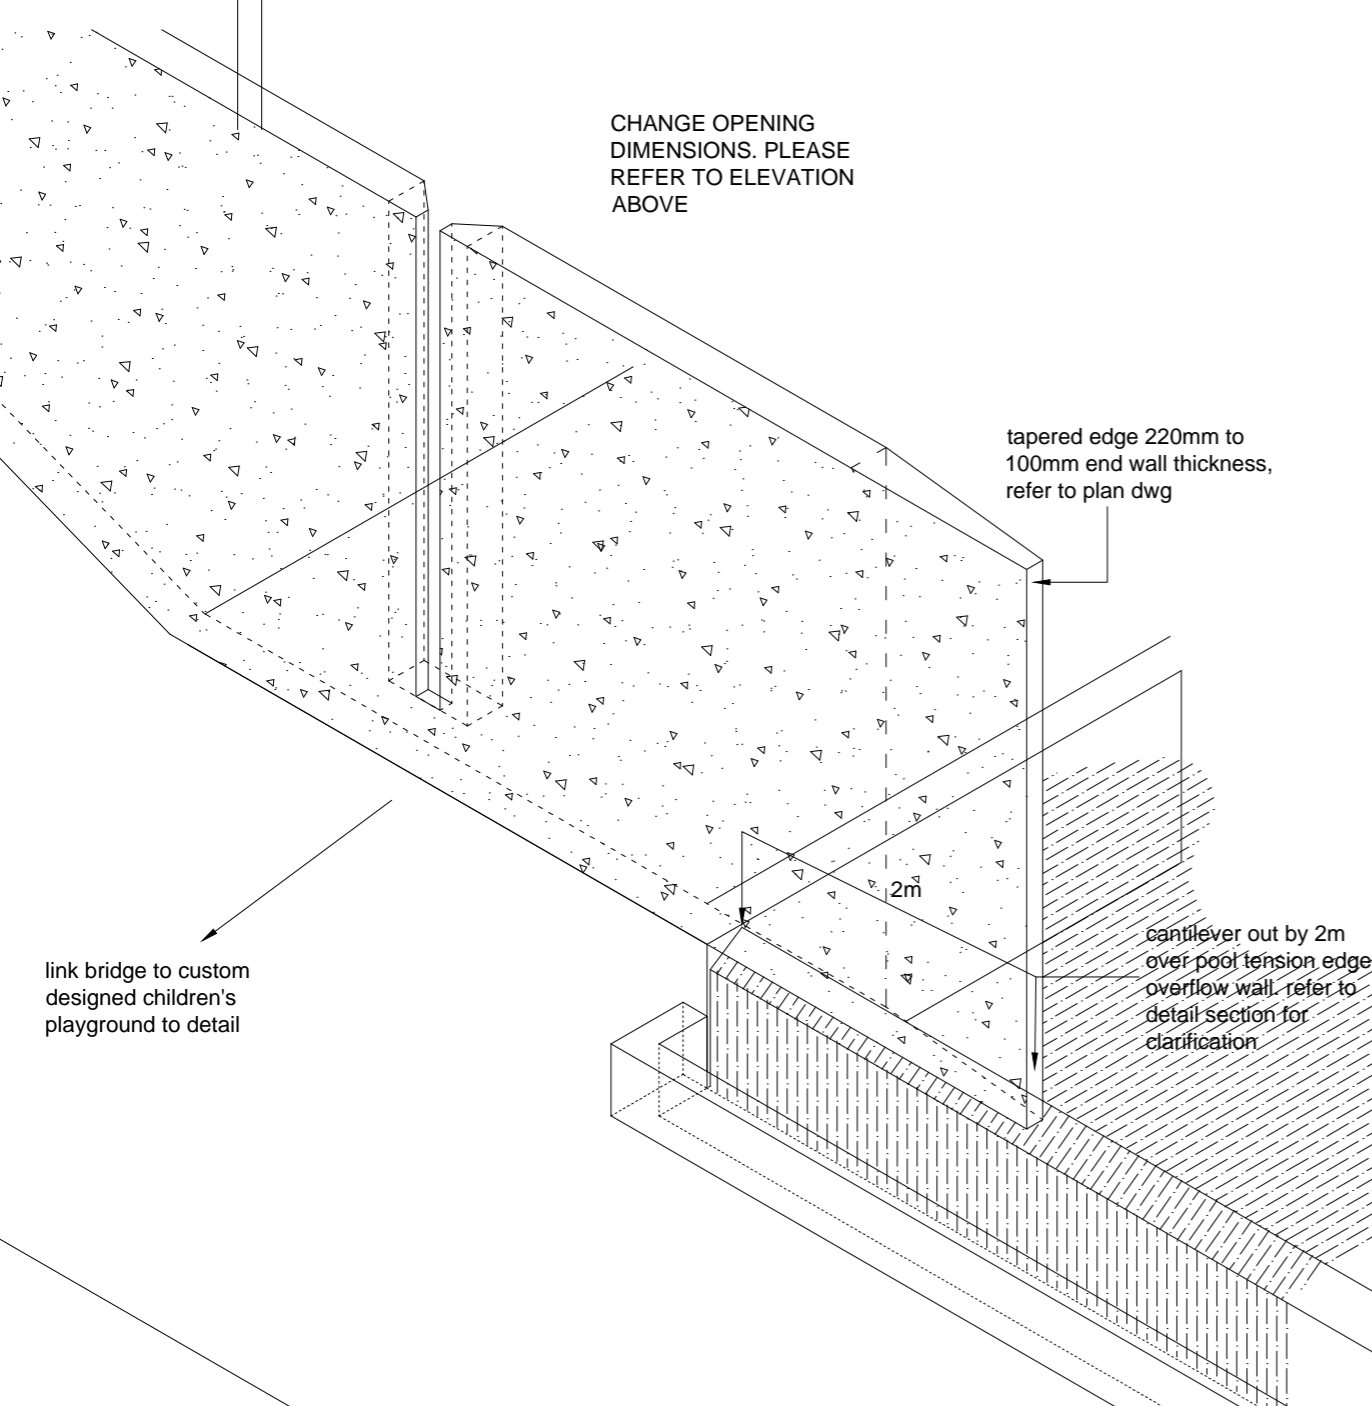 CHANGE OPENING
DIMENSIONS. PLEASE
REFER TO ELEVATION
ABOVE
tapered edge 220mm to
100mm end wall thickness,
refer to plan dwg
2m
cantilever out by 2m
over pool tension edge
overflow wall. refer to
detail section for
clarification
link bridge to custom
designed children's
playground to detail